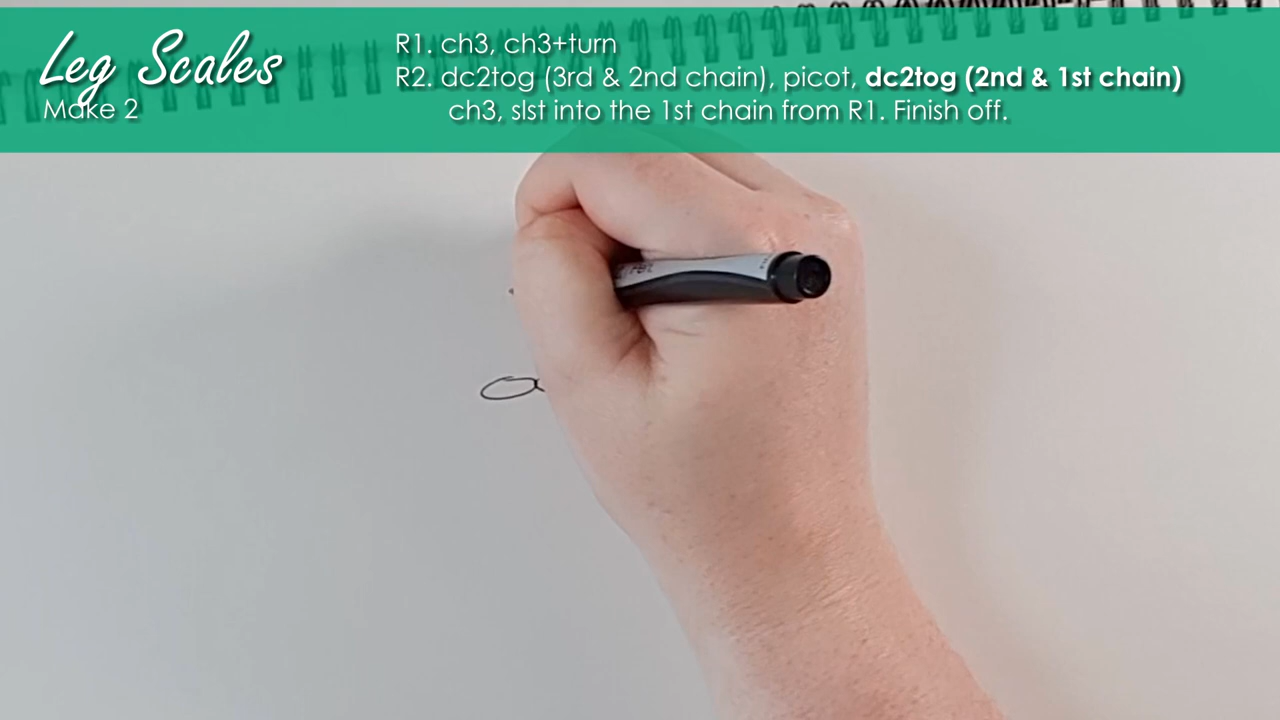 Leg Scales
Make 2
R1. ch3, ch3+turn
R2. dc2tog (3rd & 2nd chain), picot, dc2tog (2nd & 1st chain)
ch3, slst into the 1st chain from R1. Finish off.